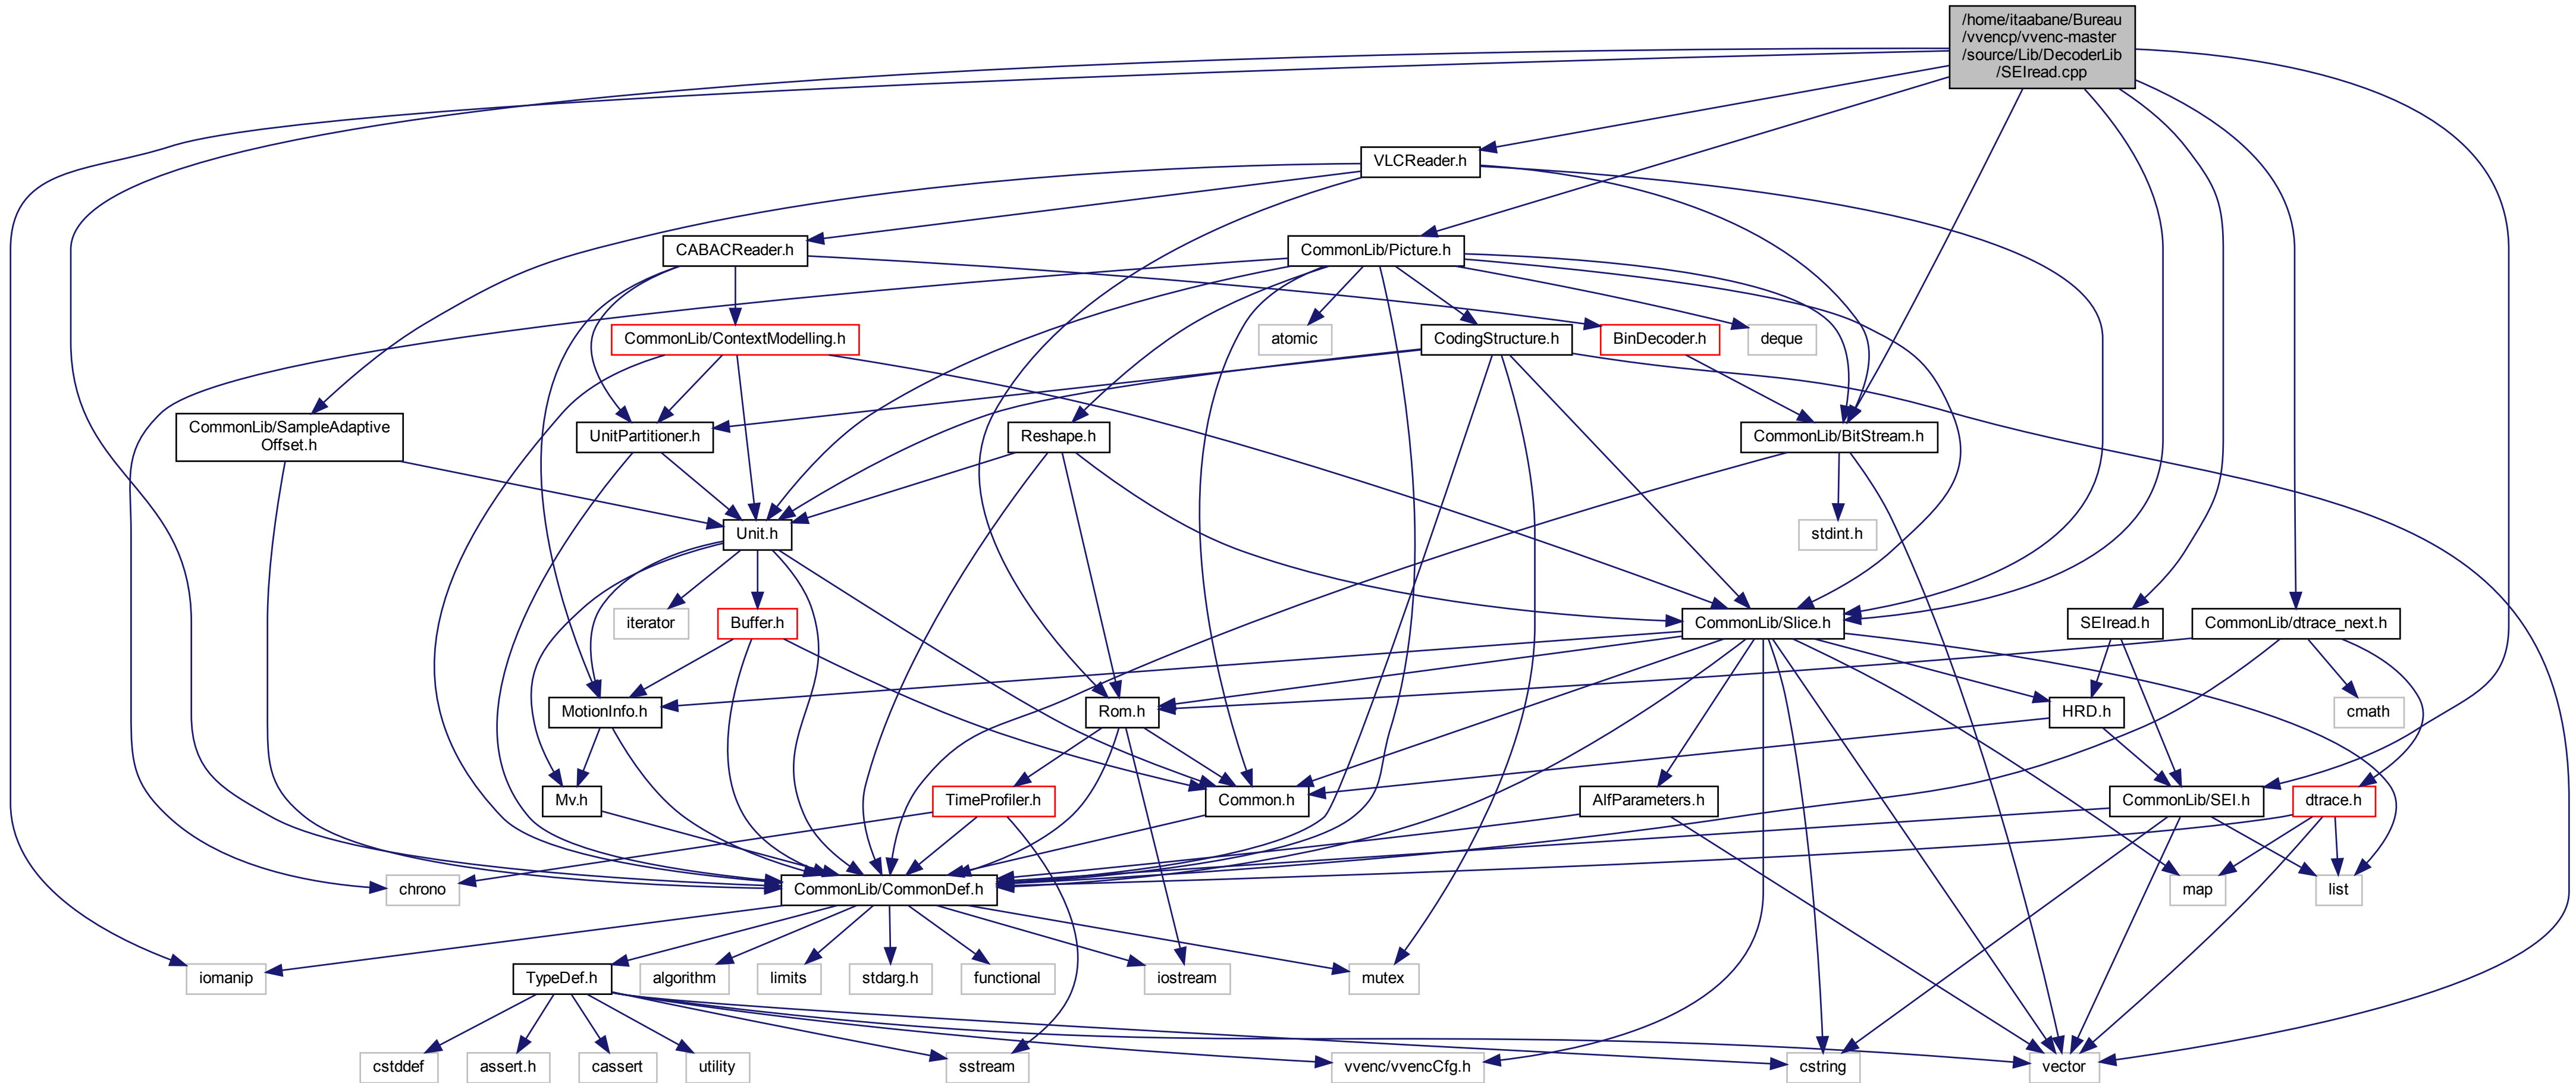 /home/itaabane/Bureau
/vvencp/vvenc-master
/source/Lib/DecoderLib
/SEIread.cpp
VLCReader.h
CABACReader.h
CommonLib/Picture.h
CommonLib/ContextModelling.h
atomic
CodingStructure.h
BinDecoder.h
deque
CommonLib/SampleAdaptive
Offset.h
UnitPartitioner.h
Reshape.h
CommonLib/BitStream.h
Unit.h
stdint.h
iterator
Buffer.h
CommonLib/Slice.h
SEIread.h
CommonLib/dtrace_next.h
MotionInfo.h
Rom.h
HRD.h
cmath
Mv.h
TimeProfiler.h
Common.h
AlfParameters.h
CommonLib/SEI.h
dtrace.h
chrono
CommonLib/CommonDef.h
map
list
iomanip
TypeDef.h
algorithm
limits
stdarg.h
functional
iostream
mutex
cstddef
assert.h
cassert
utility
sstream
vvenc/vvencCfg.h
cstring
vector